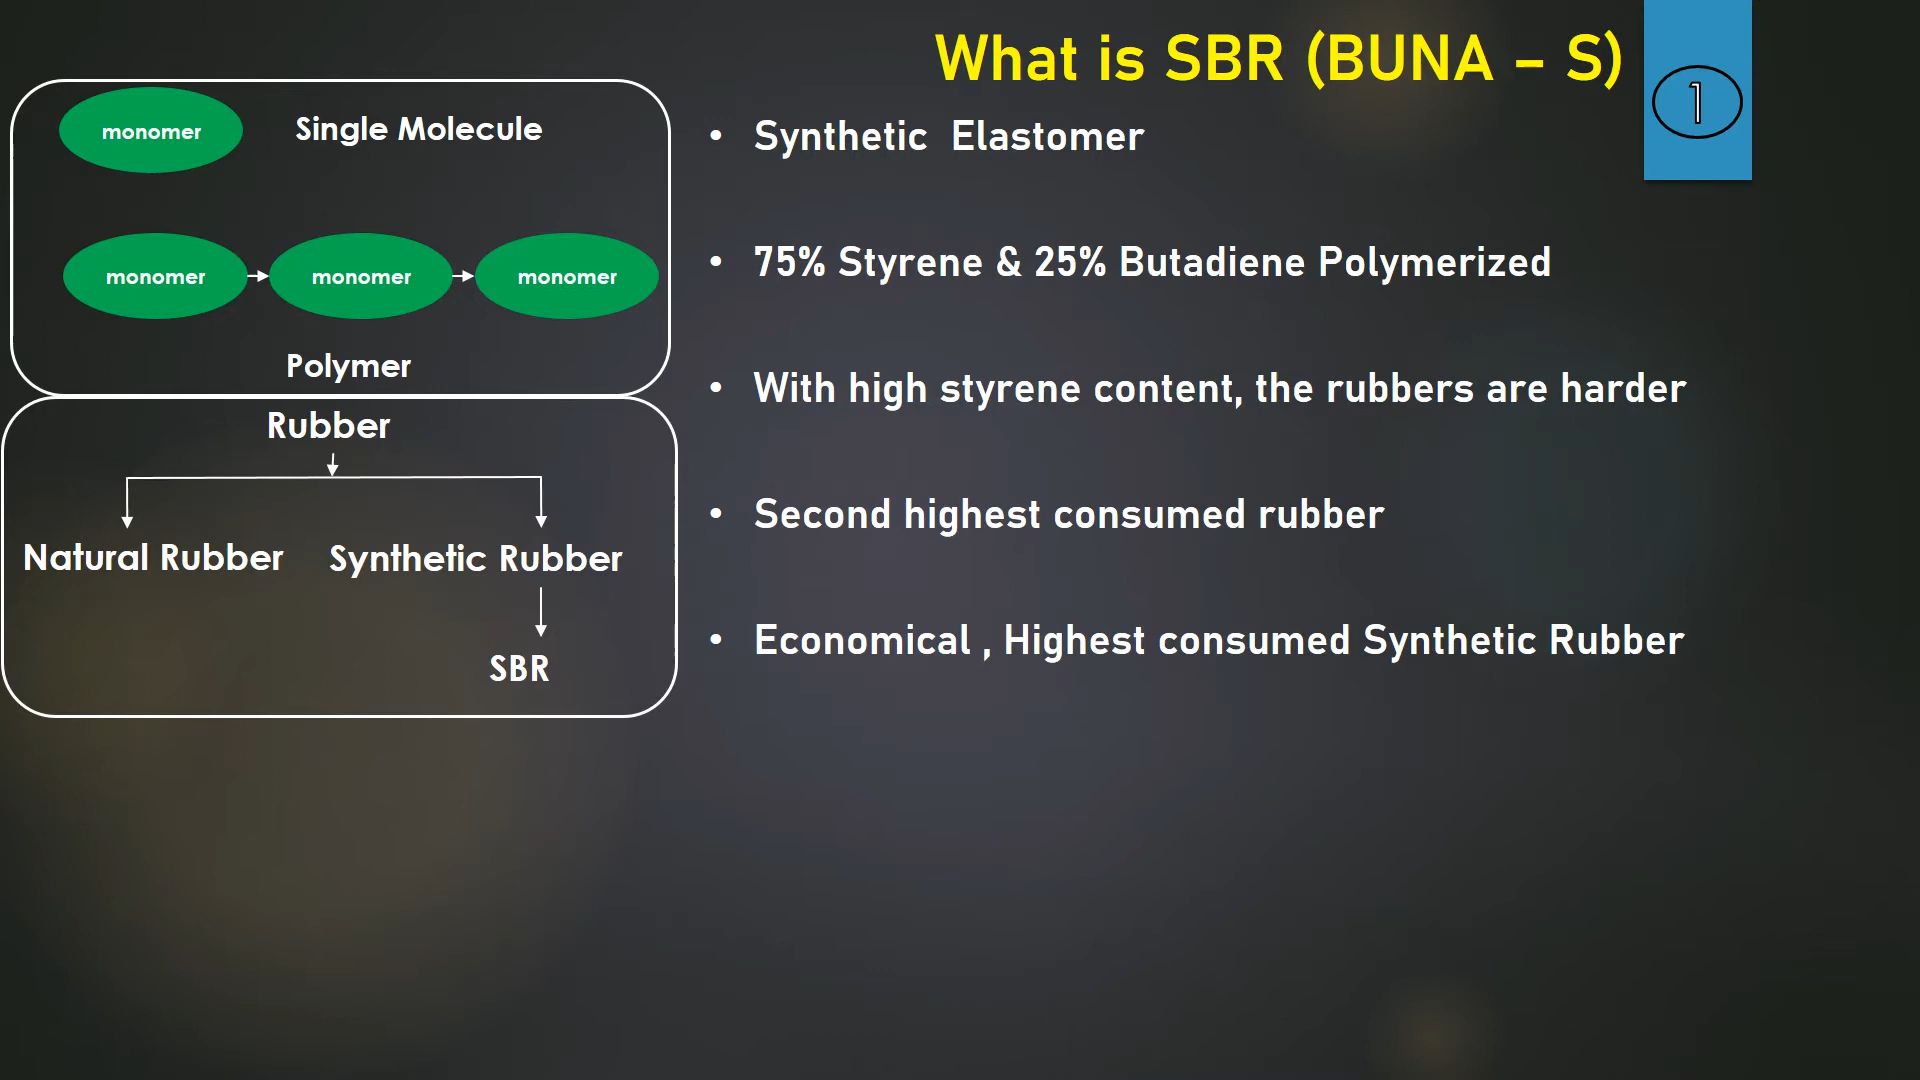 What is SBR (BUNA – S)
1
monomer
Single Molecule
monomer monomer monomer
Polymer
Rubber
Natural Rubber
Synthetic Rubber
SBR
• Synthetic Elastomer
• 75% Styrene & 25% Butadiene Polymerized
• With high styrene content, the rubbers are harder
• Second highest consumed rubber
• Economical , Highest consumed Synthetic Rubber